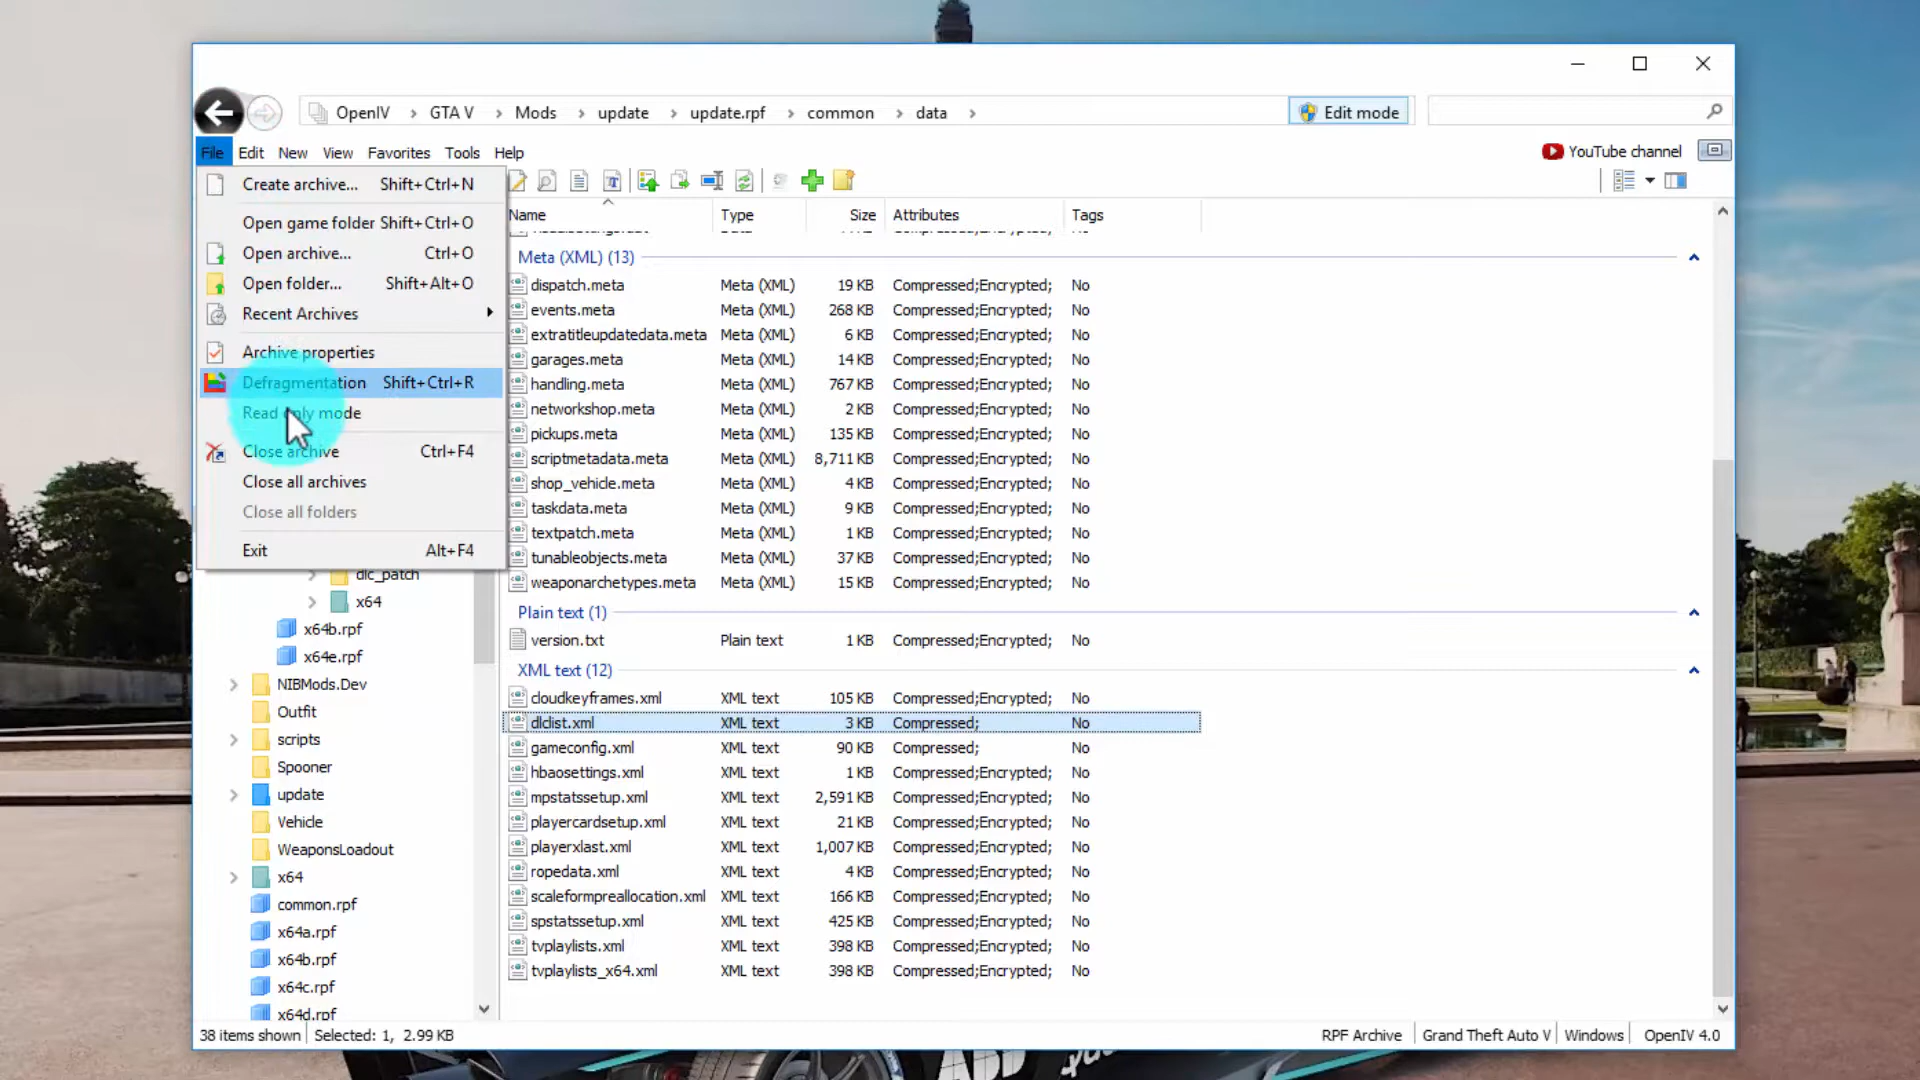 OpenIV GTA V Mods update update.rpf common data Edit mode
File Edit New View Favorites Tools Help YouTube channel
Create archive... Shift+Ctrl+N
Open game folder Shift+Ctrl+O
Open archive... Ctrl+O
Open folder... Shift+Alt+O
Recent Archives
Archive properties
Defragmentation Shift+Ctrl+R
Read only mode
Close archive Ctrl+F4
Close all archives
Close all folders
Exit Alt+F4
dlc_patch
x64
x64b.rpf
x64e.rpf
NIBMods.Dev
Outfit
scripts
Spooner
update
Vehicle
WeaponsLoadout
x64
common.rpf
x64a.rpf
x64b.rpf
x64c.rpf
x64d.rpf
Name Type Size Attributes Tags
Meta (XML) (13)
dispatch.meta Meta (XML) 19 KB Compressed;Encrypted; No
events.meta Meta (XML) 268 KB Compressed;Encrypted; No
extratitleupdatedata.meta Meta (XML) 6 KB Compressed;Encrypted; No
garages.meta Meta (XML) 14 KB Compressed;Encrypted; No
handling.meta Meta (XML) 767 KB Compressed;Encrypted; No
networkshop.meta Meta (XML) 2 KB Compressed;Encrypted; No
pickups.meta Meta (XML) 135 KB Compressed;Encrypted; No
scriptmetadata.meta Meta (XML) 8,711 KB Compressed;Encrypted; No
shop_vehicle.meta Meta (XML) 4 KB Compressed;Encrypted; No
taskdata.meta Meta (XML) 9 KB Compressed;Encrypted; No
textpatch.meta Meta (XML) 1 KB Compressed;Encrypted; No
tunableobjects.meta Meta (XML) 37 KB Compressed;Encrypted; No
weaponarchetypes.meta Meta (XML) 15 KB Compressed;Encrypted; No
Plain text (1)
version.txt Plain text 1 KB Compressed;Encrypted; No
XML text (12)
cloudkeyframes.xml XML text 105 KB Compressed;Encrypted; No
dlclist.xml XML text 3 KB Compressed; No
gameconfig.xml XML text 90 KB Compressed; No
hbaosettings.xml XML text 1 KB Compressed;Encrypted; No
mpstatssetup.xml XML text 2,591 KB Compressed;Encrypted; No
playercardsetup.xml XML text 21 KB Compressed;Encrypted; No
playerxlast.xml XML text 1,007 KB Compressed;Encrypted; No
ropedata.xml XML text 4 KB Compressed;Encrypted; No
scaleformpreallocation.xml XML text 166 KB Compressed;Encrypted; No
spstatssetup.xml XML text 425 KB Compressed;Encrypted; No
tvplaylists.xml XML text 398 KB Compressed;Encrypted; No
tvplaylists_x64.xml XML text 398 KB Compressed;Encrypted; No
38 items shown Selected: 1, 2.99 KB RPF Archive Grand Theft Auto V Windows OpenIV 4.0